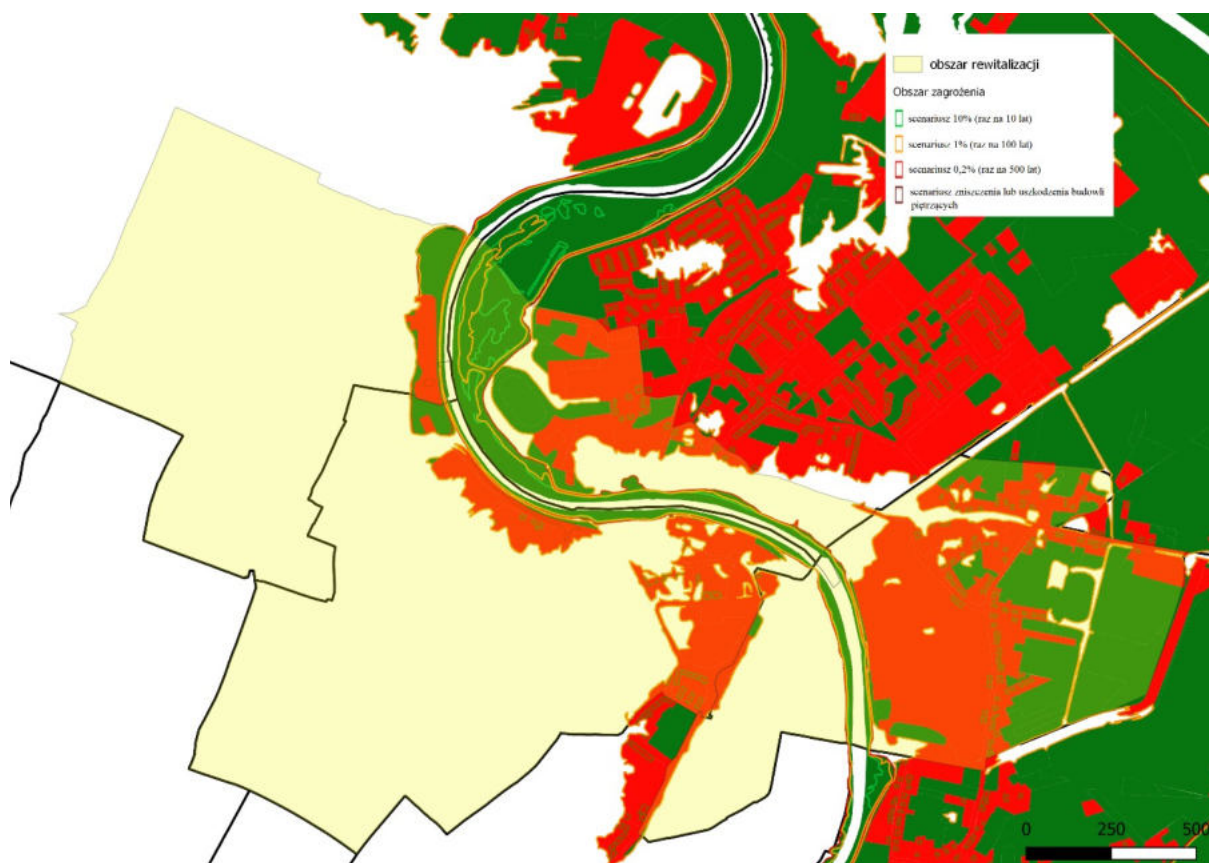 obszar rewitalizacji
Obszar zagrożenia
scenariusz 10% (raz na 10 lat)
scenariusz 1% (raz na 100 lat)
scenariusz 0,2% (raz na 500 lat)
scenariusz zniszczenia lub uszkodzenia budowli
piętrzących
0 250 500